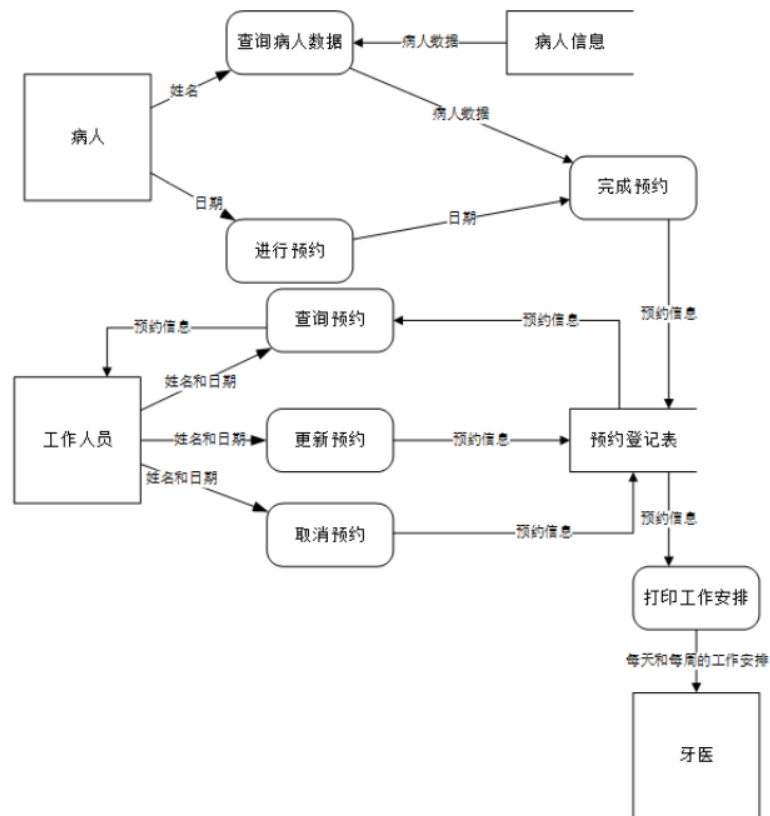 查询病人数据
病人数据
病人信息
姓名
病人
病人数据
完成预约
日期
日期
进行预约
查询预约
预约信息
预约信息
预约信息
姓名和日期
工作人员
姓名和日期
更新预约
预约信息
预约登记表
姓名和日期
取消预约
预约信息
预约信息
打印工作安排
每天和每周的工作安排
牙医